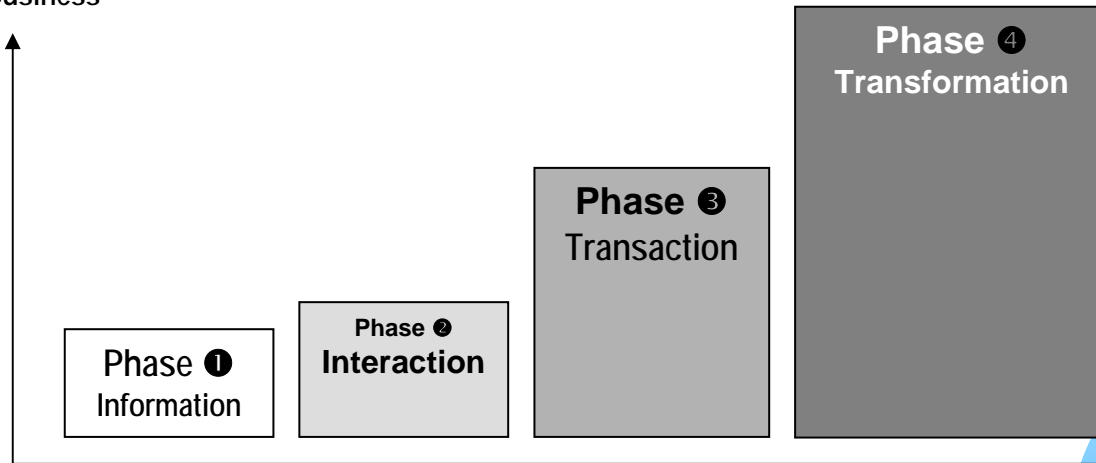 Phase ❶
Information
Phase ❷
Interaction
Phase ❸
Transaction
Phase ❹
Transformation